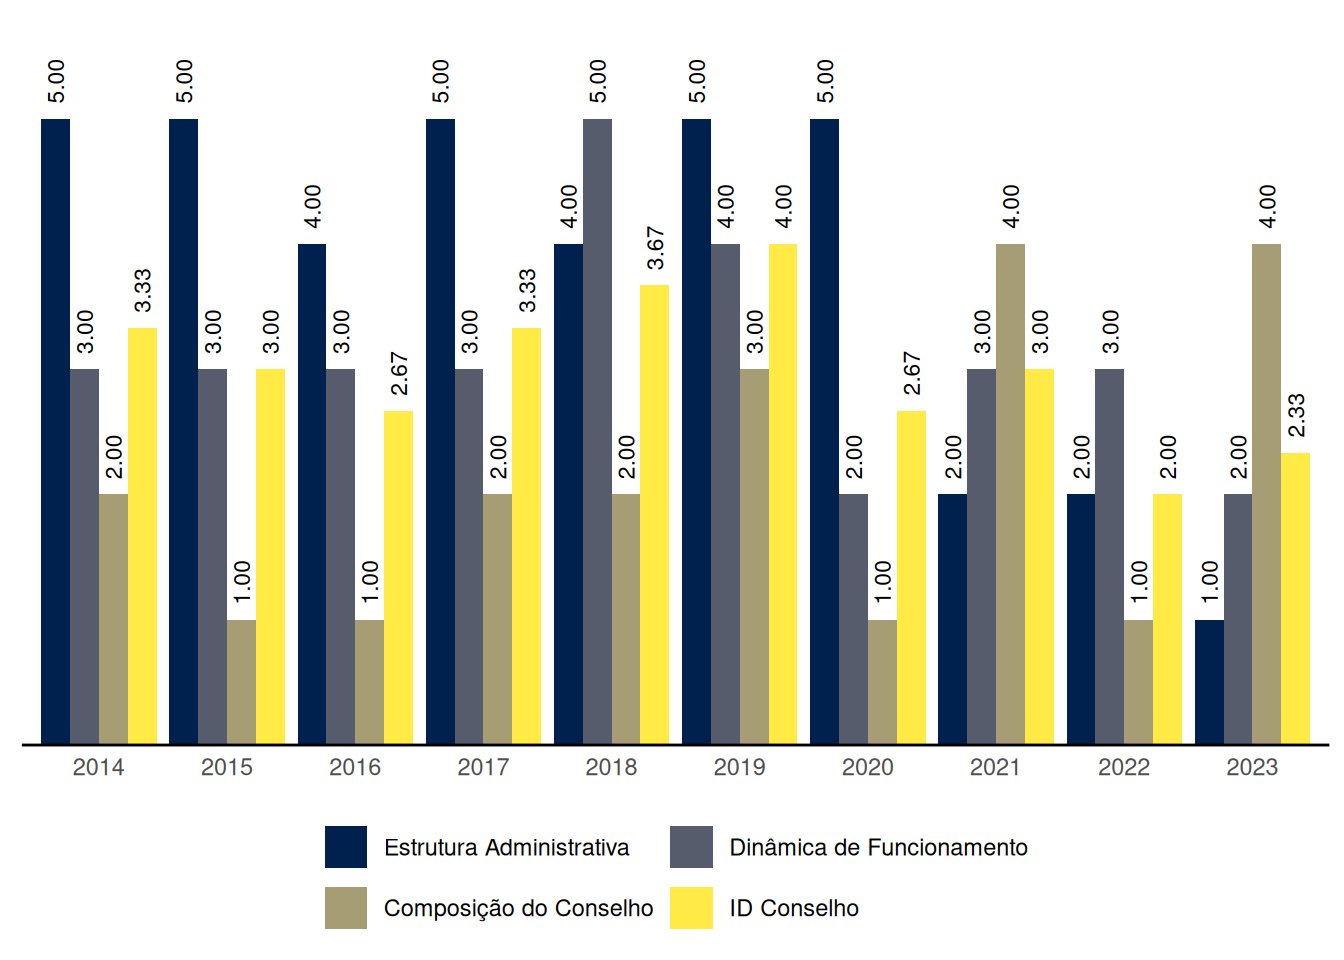 5.00 3.00 2.00 3.33 5.00 3.00 1.00 3.00 4.00 3.00 1.00 2.67 5.00 3.00 2.00 3.33 4.00 5.00 2.00 3.67 5.00 4.00 3.00 4.00 5.00 2.00 1.00 2.67 2.00 3.00 4.00 3.00 2.00 3.00 1.00 2.00 1.00 2.00 4.00 2.33
2014 2015 2016 2017 2018 2019 2020 2021 2022 2023
Estrutura Administrativa Dinâmica de Funcionamento
Composição do Conselho ID Conselho